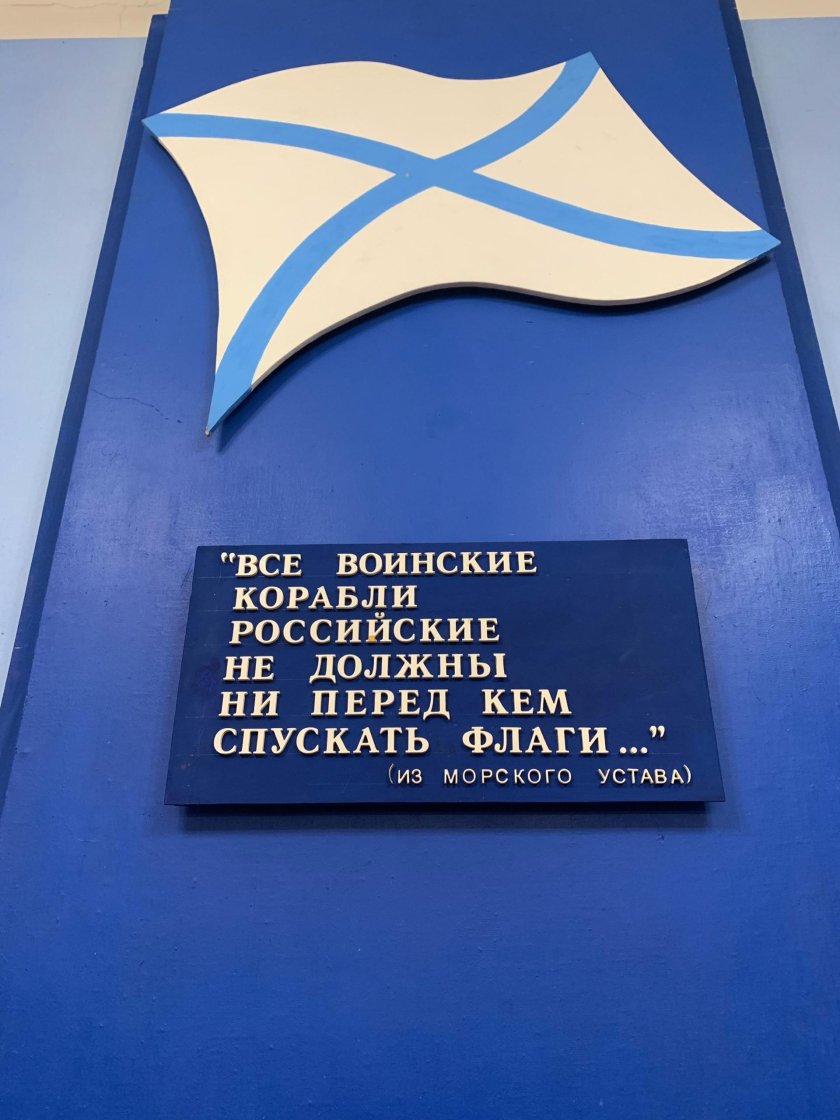 "ВСЕ ВОИНСКИЕ
КОРАБЛИ
РОССИЙСКИЕ
НЕ ДОЛЖНЫ
НИ ПЕРЕД КЕМ
СПУСКАТЬ ФЛАГИ..."
(ИЗ МОРСКОГО УСТАВА)